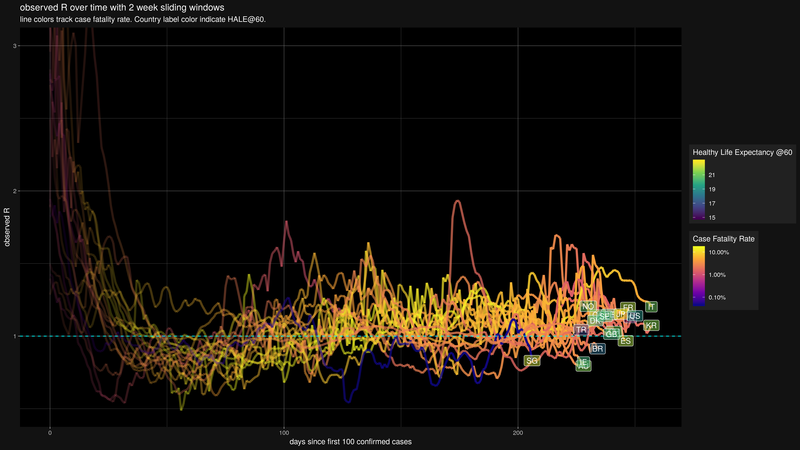 observed R over time with 2 week sliding windows
line colors track case fatality rate. Country label color indicate HALE@60.
observed R
3
2
1
0
100
200
days since first 100 confirmed cases
NO
FR
IT
SE
US
KR
TR
GB
ES
BR
SG
Healthy Life Expectancy @60
21
19
17
15
Case Fatality Rate
10.00%
1.00%
0.10%